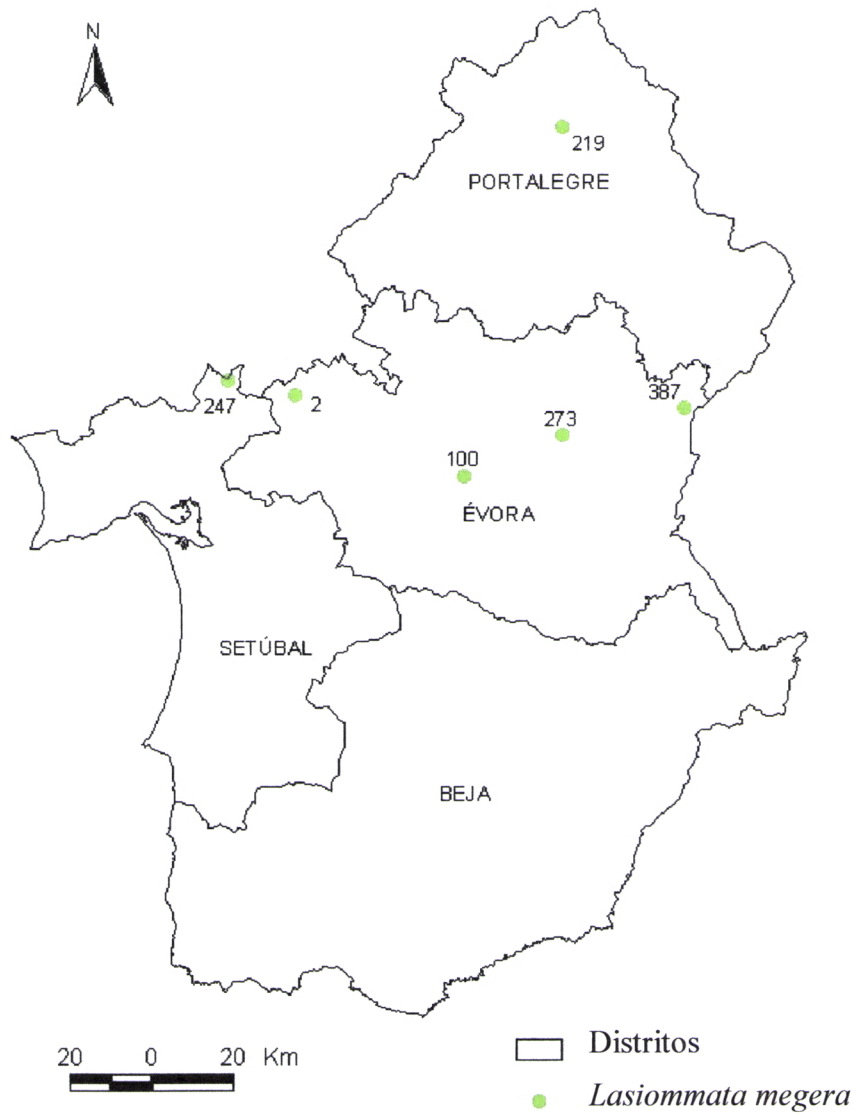 N
219
PORTALEGRE
247
2
387
273
100
ÉVORA
SETÚBAL
BEJA
20 0 20 Km
Distritos
Lasiommata megera